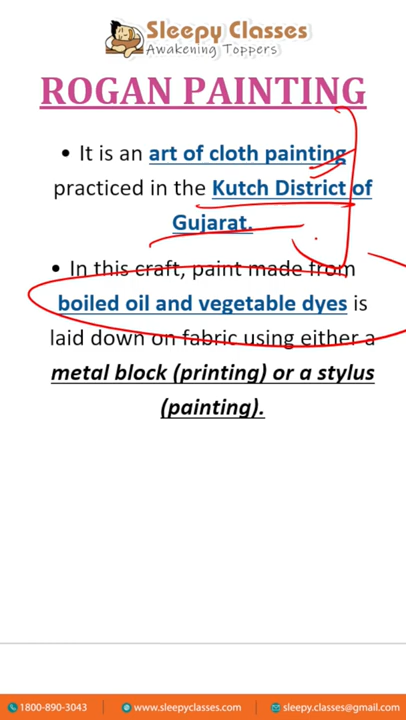 Sleepy Classes
Awakening Toppers
ROGAN PAINTING
• It is an art of cloth painting
practiced in the Kutch District of
Gujarat.
• In this craft, paint made from
boiled oil and vegetable dyes is
laid down on fabric using either a
metal block (printing) or a stylus
(painting).
1800-890-3043 www.sleepyclasses.com sleepy.classes@gmail.com